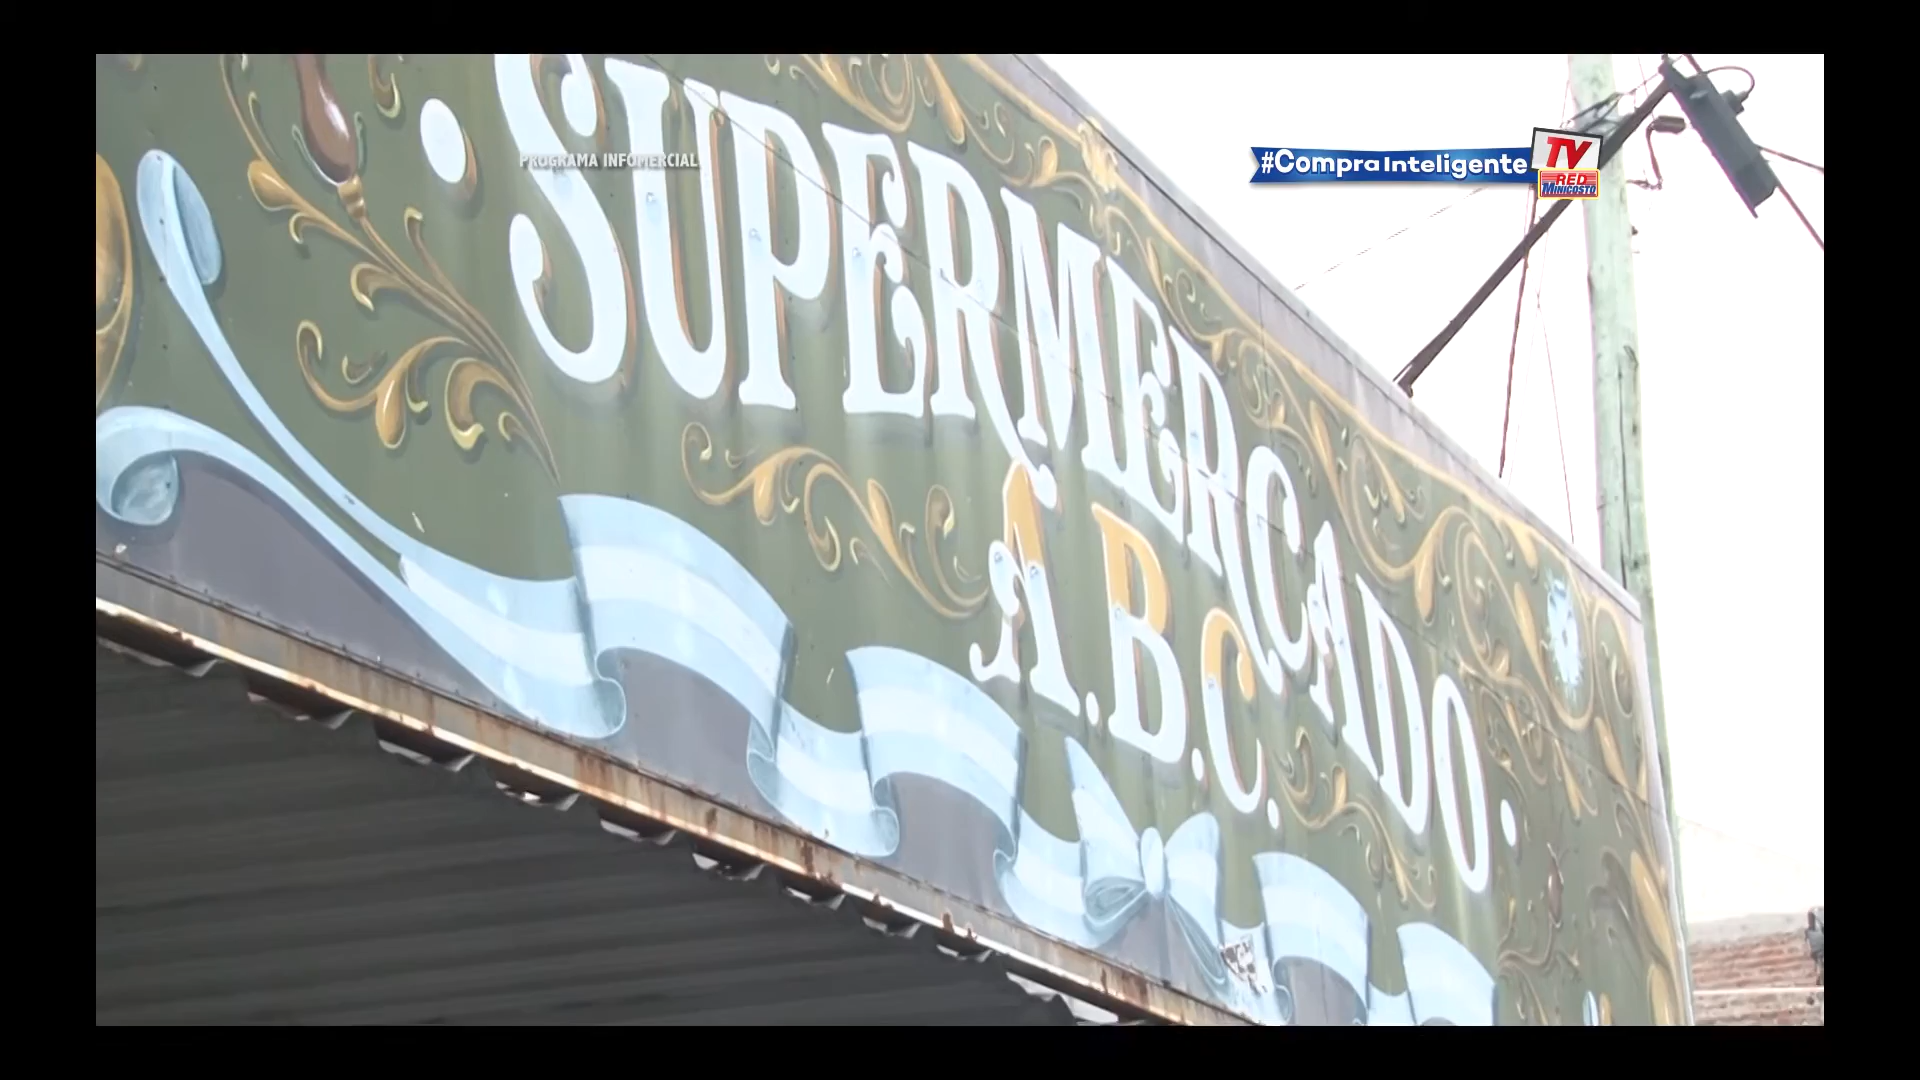 PROGRAMA INFOMERCIAL
#CompraInteligente
TV
RED
MINICOSTO
·SUPERMERCADO·
A.B.C.